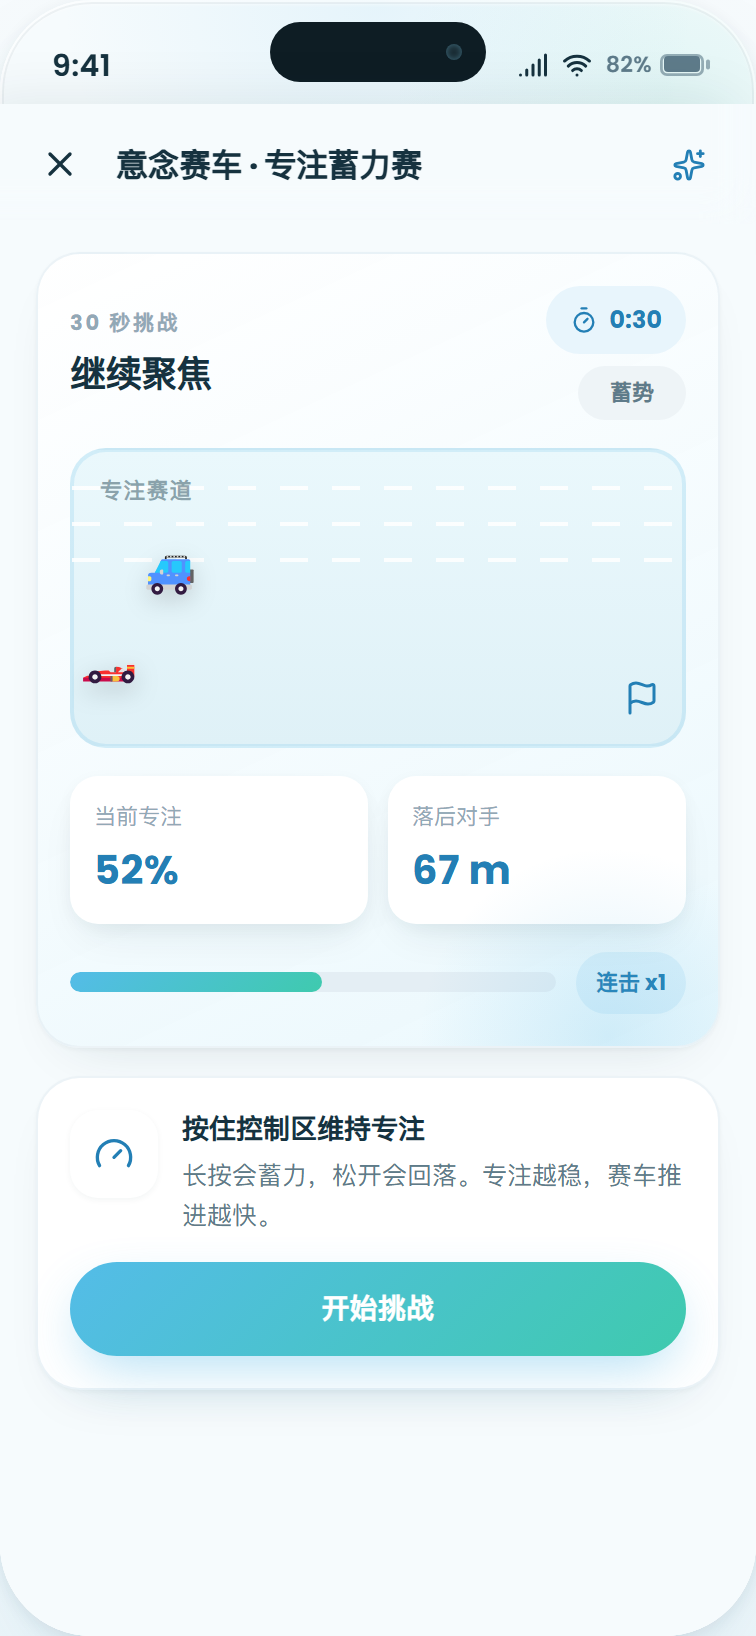 9:41
82%
意念赛车 · 专注蓄力赛
30 秒挑战
0:30
继续聚焦
蓄势
专注赛道
当前专注
落后对手
52%
67 m
连击 x1
按住控制区维持专注
长按会蓄力，松开会回落。专注越稳，赛车推
进越快。
开始挑战